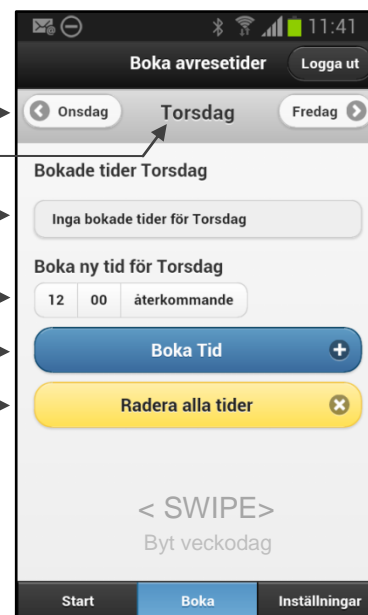 11:41
Boka avresetider Logga ut
Onsdag Torsdag Fredag
Bokade tider Torsdag
Inga bokade tider för Torsdag
Boka ny tid för Torsdag
12 00 återkommande
Boka Tid
Radera alla tider
< SWIPE>
Byt veckodag
Start Boka Inställningar